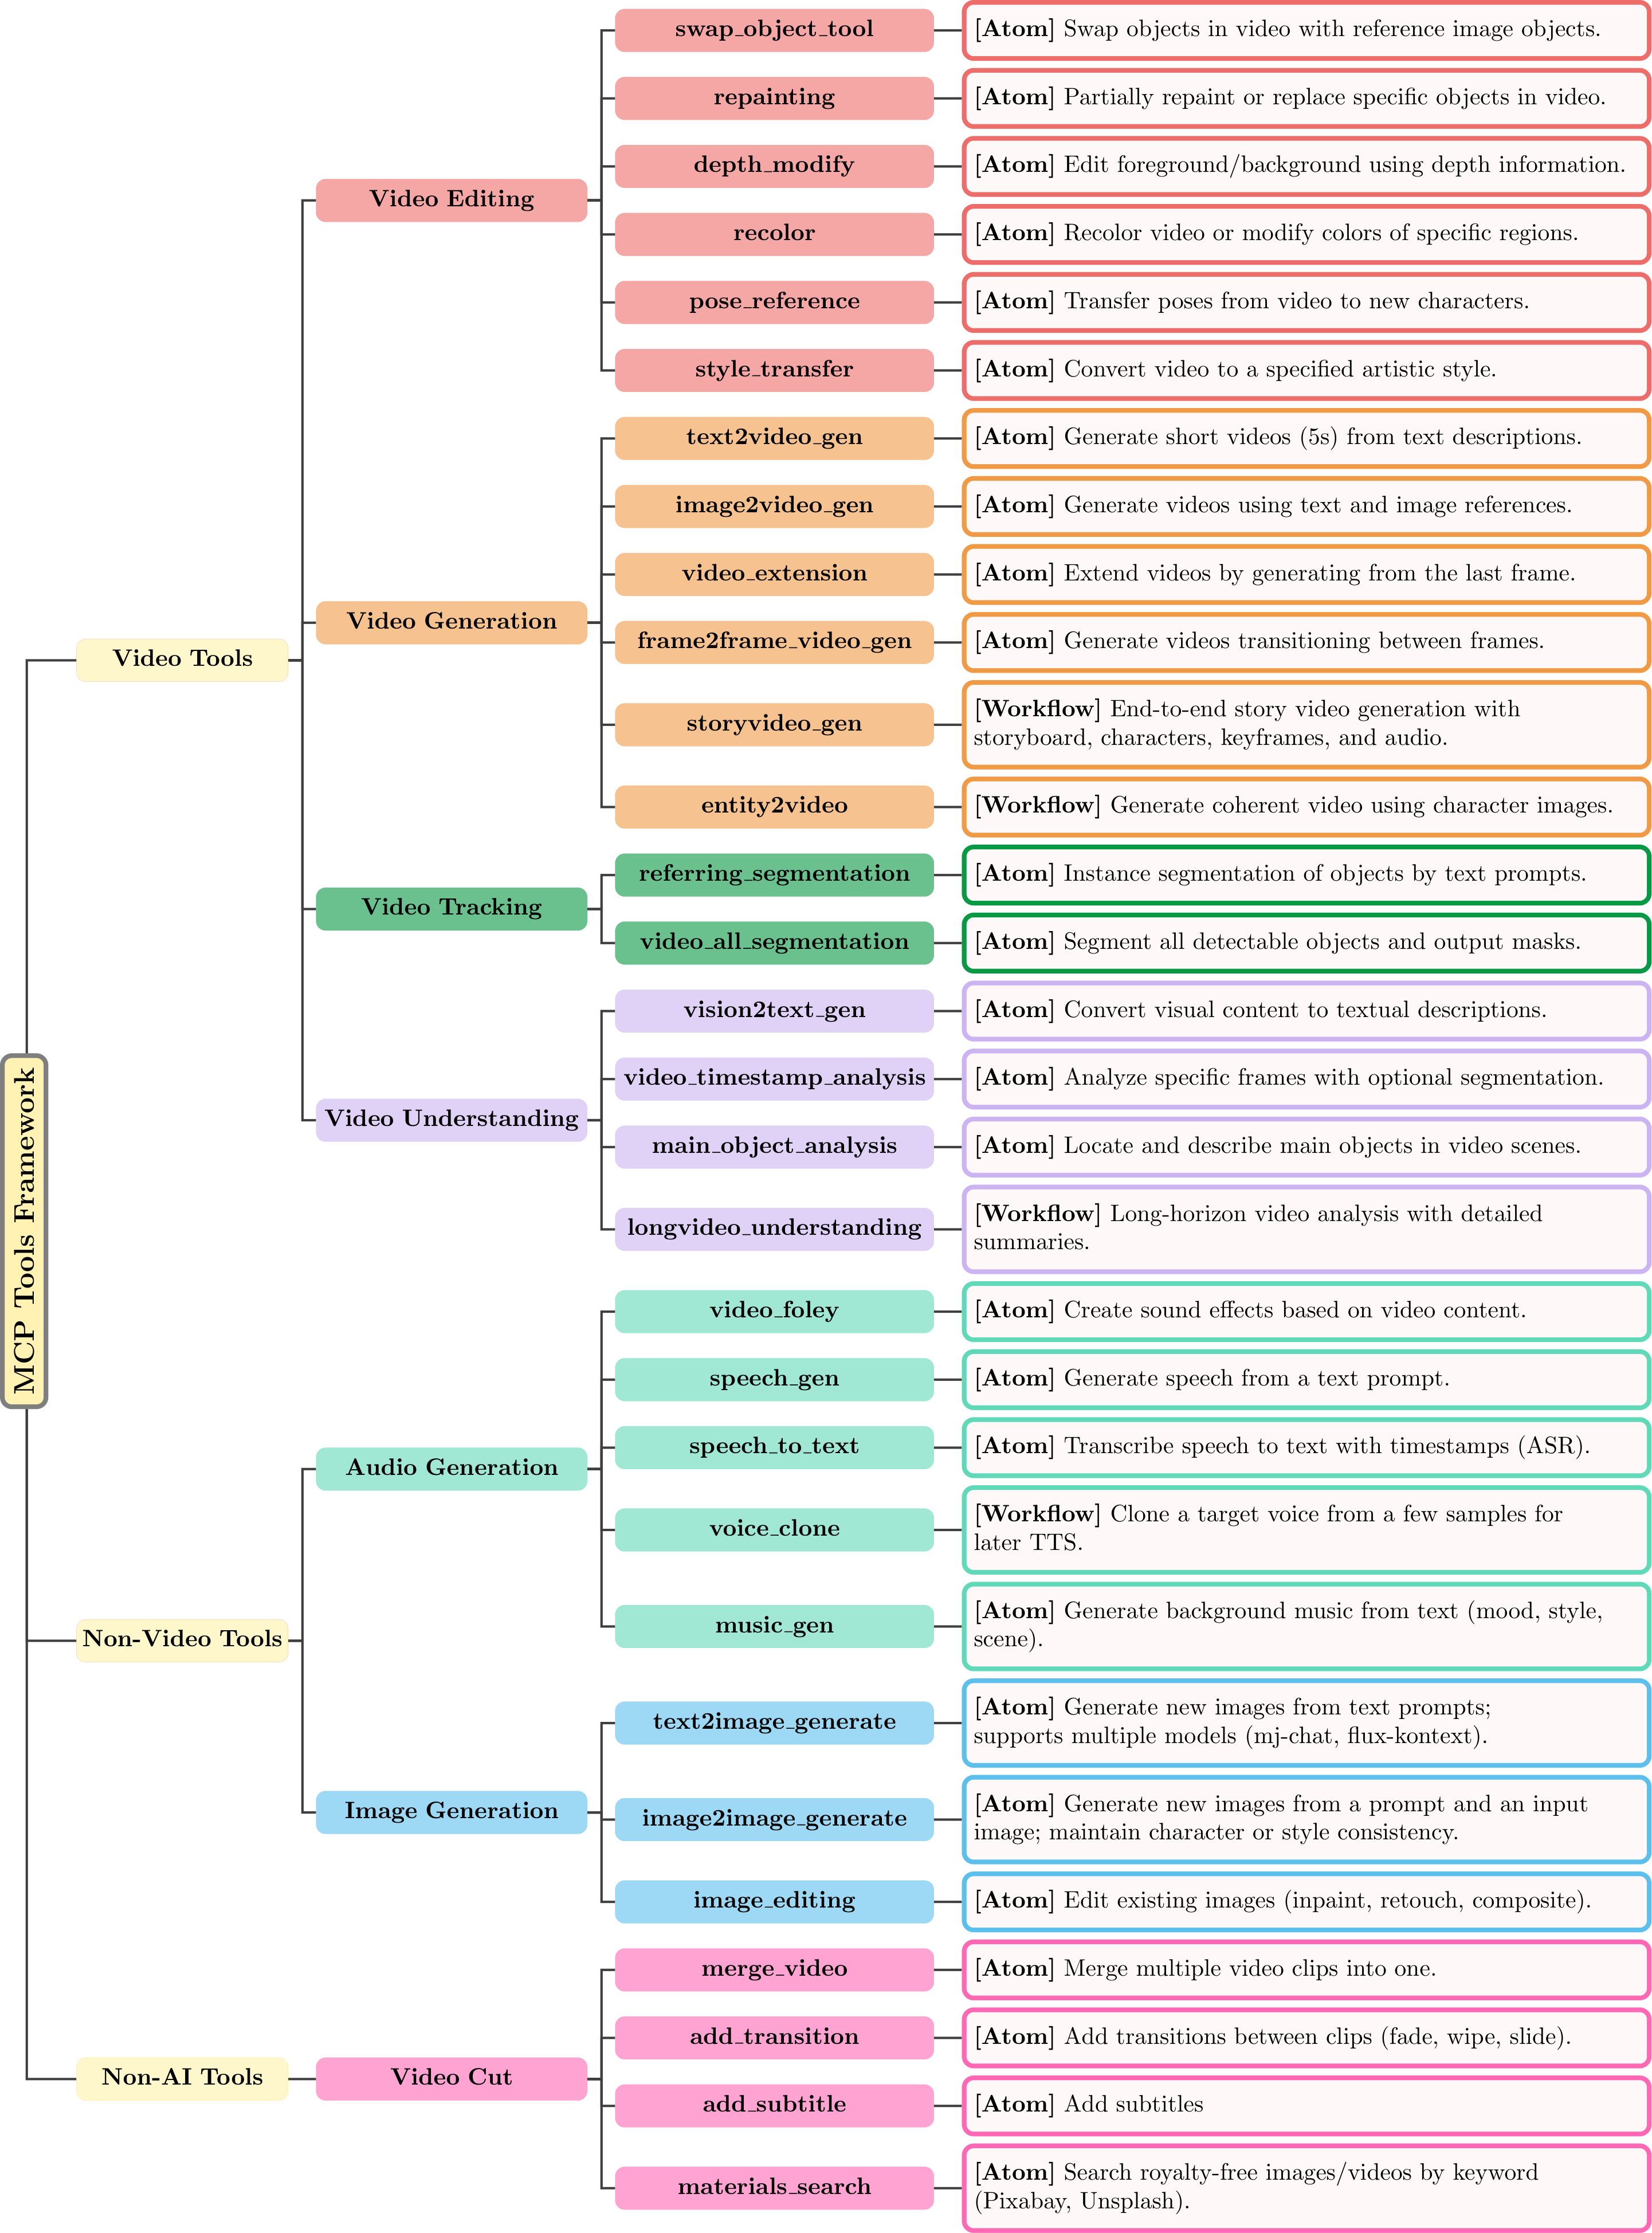 MCP Tools Framework
Video Tools
Video Editing
swap_object_tool
[Atom] Swap objects in video with reference image objects.
repainting
[Atom] Partially repaint or replace specific objects in video.
depth_modify
[Atom] Edit foreground/background using depth information.
recolor
[Atom] Recolor video or modify colors of specific regions.
pose_reference
[Atom] Transfer poses from video to new characters.
style_transfer
[Atom] Convert video to a specified artistic style.
Video Generation
text2video_gen
[Atom] Generate short videos (5s) from text descriptions.
image2video_gen
[Atom] Generate videos using text and image references.
video_extension
[Atom] Extend videos by generating from the last frame.
frame2frame_video_gen
[Atom] Generate videos transitioning between frames.
storyvideo_gen
[Workflow] End-to-end story video generation with
storyboard, characters, keyframes, and audio.
entity2video
[Workflow] Generate coherent video using character images.
Video Tracking
referring_segmentation
[Atom] Instance segmentation of objects by text prompts.
video_all_segmentation
[Atom] Segment all detectable objects and output masks.
Video Understanding
vision2text_gen
[Atom] Convert visual content to textual descriptions.
video_timestamp_analysis
[Atom] Analyze specific frames with optional segmentation.
main_object_analysis
[Atom] Locate and describe main objects in video scenes.
longvideo_understanding
[Workflow] Long-horizon video analysis with detailed
summaries.
Non-Video Tools
Audio Generation
video_foley
[Atom] Create sound effects based on video content.
speech_gen
[Atom] Generate speech from a text prompt.
speech_to_text
[Atom] Transcribe speech to text with timestamps (ASR).
voice_clone
[Workflow] Clone a target voice from a few samples for
later TTS.
music_gen
[Atom] Generate background music from text (mood, style,
scene).
Image Generation
text2image_generate
[Atom] Generate new images from text prompts;
supports multiple models (mj-chat, flux-kontext).
image2image_generate
[Atom] Generate new images from a prompt and an input
image; maintain character or style consistency.
image_editing
[Atom] Edit existing images (inpaint, retouch, composite).
Non-AI Tools
Video Cut
merge_video
[Atom] Merge multiple video clips into one.
add_transition
[Atom] Add transitions between clips (fade, wipe, slide).
add_subtitle
[Atom] Add subtitles
materials_search
[Atom] Search royalty-free images/videos by keyword
(Pixabay, Unsplash).